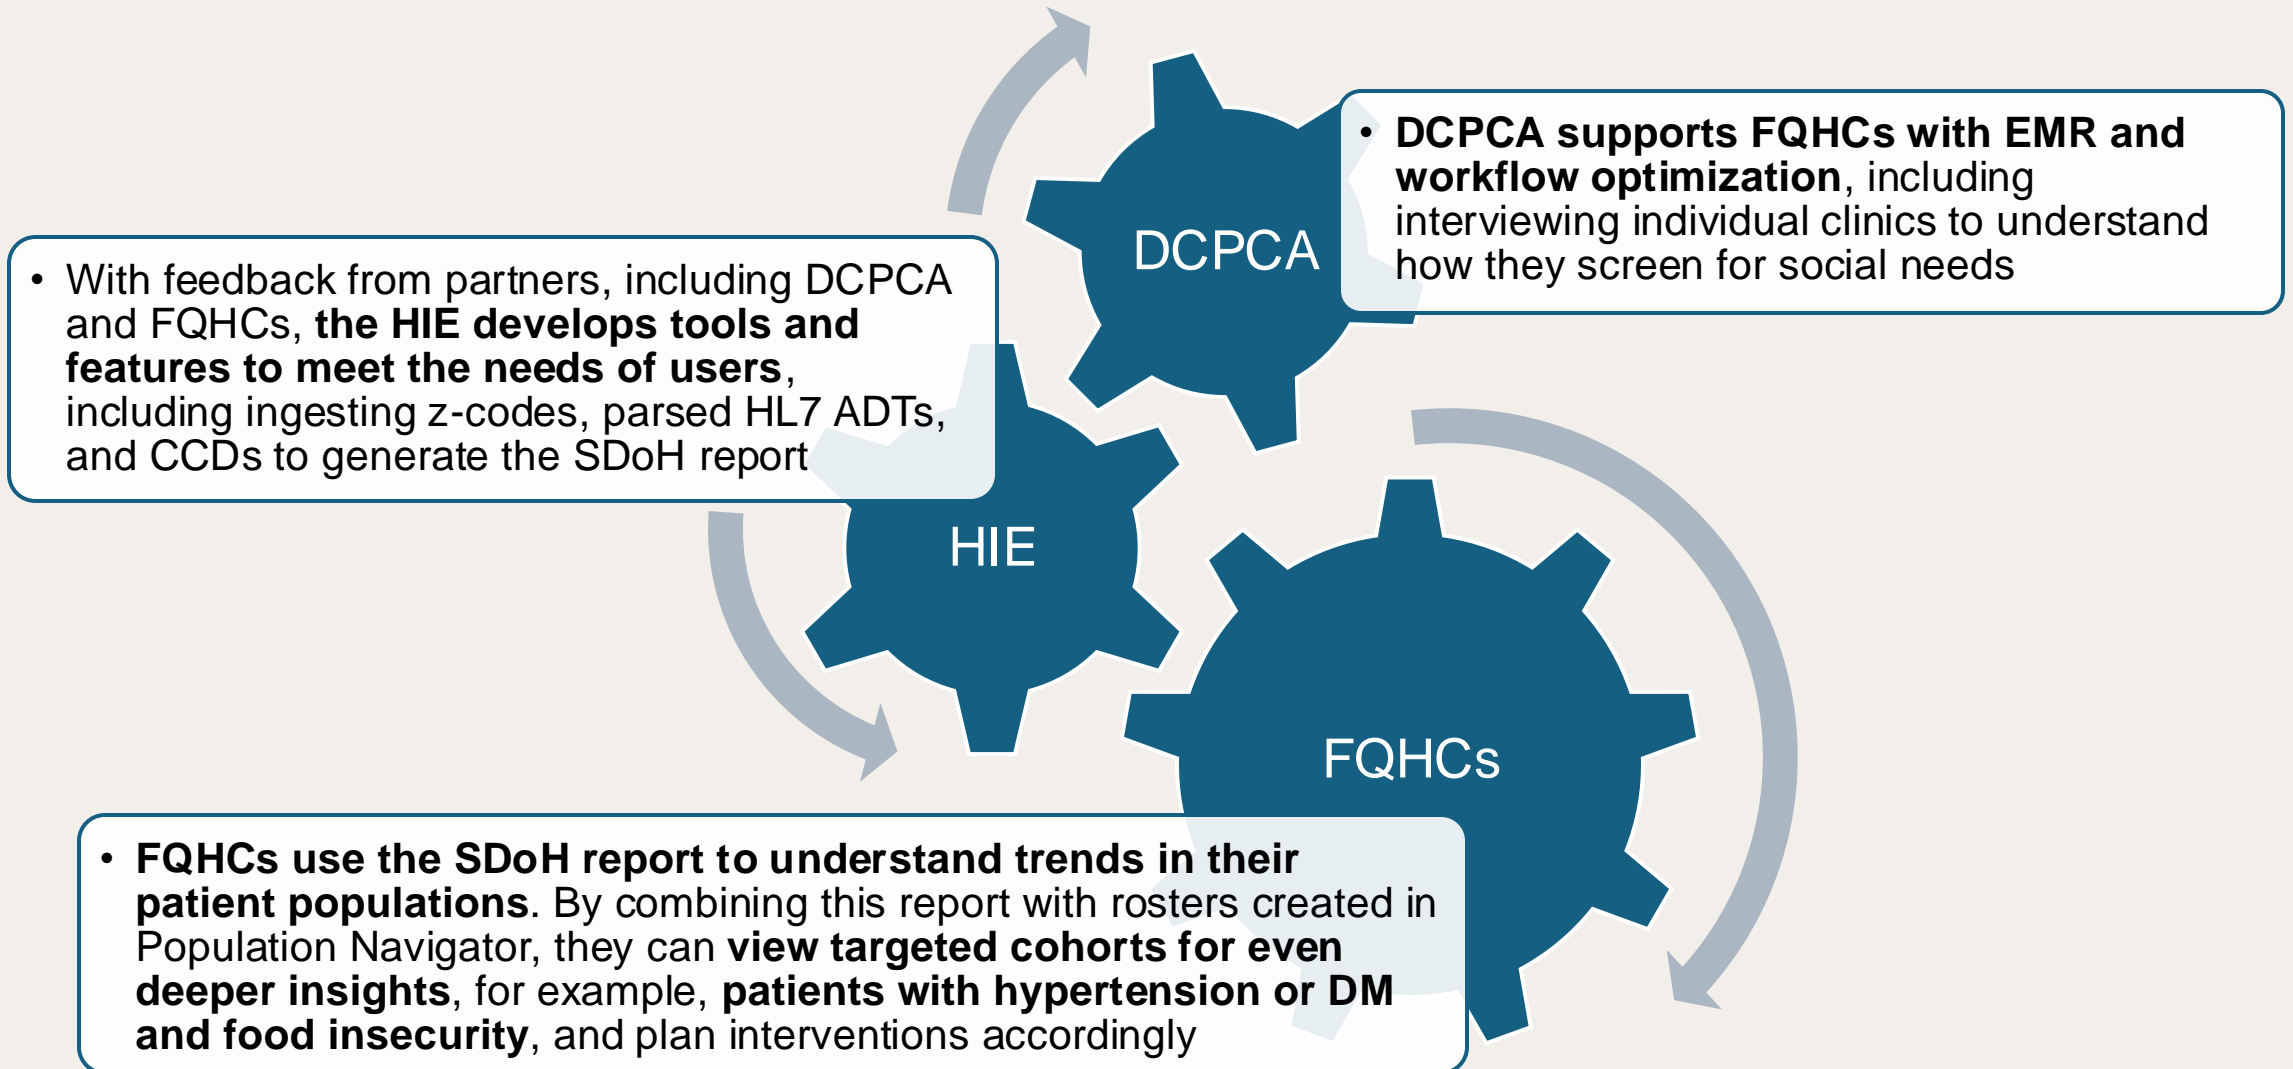 DCPCA
• DCPCA supports FQHCs with EMR and
workflow optimization, including
interviewing individual clinics to understand
how they screen for social needs
• With feedback from partners, including DCPCA
and FQHCs, the HIE develops tools and
features to meet the needs of users,
including ingesting z-codes, parsed HL7 ADTs,
and CCDs to generate the SDoH report
HIE
FQHCs
• FQHCs use the SDoH report to understand trends in their
patient populations. By combining this report with rosters created in
Population Navigator, they can view targeted cohorts for even
deeper insights, for example, patients with hypertension or DM
and food insecurity, and plan interventions accordingly